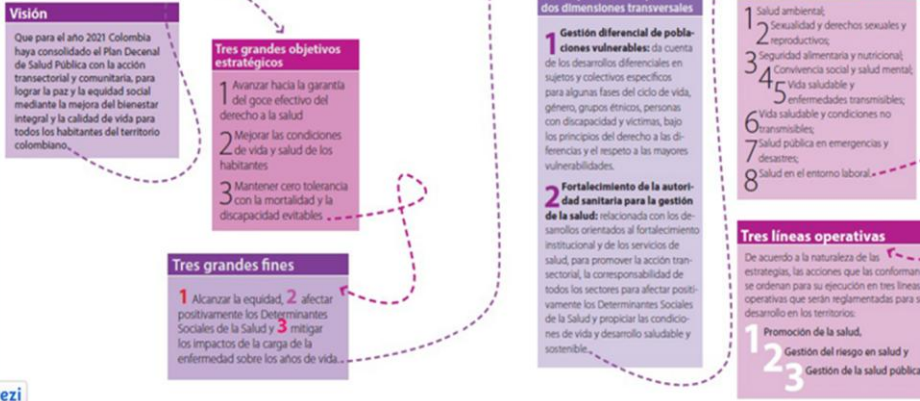 Visión
Que para el año 2021 Colombia
haya consolidado el Plan Decenal
de Salud Pública con la acción
transectorial y comunitaria, para
lograr la paz y la equidad social
mediante la mejora del bienestar
integral y la calidad de vida para
todos los habitantes del territorio
colombiano.
Tres grandes objetivos
estratégicos
1 Avanzar hacia la garantía
del goce efectivo del
derecho a la salud
2 Mejorar las condiciones
de vida y salud de los
habitantes
3 Mantener cero tolerancia
con la mortalidad y la
discapacidad evitables
Tres grandes fines
1 Alcanzar la equidad, 2 afectar
positivamente los Determinantes
Sociales de la Salud y 3 mitigar
los impactos de la carga de la
enfermedad sobre los años de vida
dos dimensiones transversales
1 Gestión diferencial de pobla-
ciones vulnerables: da cuenta
de los desarrollos diferenciales en
sujetos y colectivos específicos
para algunas fases del ciclo de vida,
género, grupos étnicos, personas
con discapacidad y víctimas, bajo
los principios del derecho a las di-
ferencias y el respeto a las mayores
vulnerabilidades.
2 Fortalecimiento de la autori-
dad sanitaria para la gestión
de la salud: relacionada con los de-
sarrollos orientados al fortalecimiento
institucional y de los servicios de
salud, para promover la acción tran-
sectorial, la corresponsabilidad de
todos los sectores para afectar positi-
vamente los Determinantes Sociales
de la Salud y propiciar las condicio-
nes de vida y desarrollo saludable y
sostenible.
1 Salud ambiental;
2 Sexualidad y derechos sexuales y
reproductivos;
3 Seguridad alimentaria y nutricional;
4 Convivencia social y salud mental;
5 Vida saludable y
enfermedades transmisibles;
6 Vida saludable y condiciones no
transmisibles;
7 Salud pública en emergencias y
desastres;
8 Salud en el entorno laboral.
Tres líneas operativas
De acuerdo a la naturaleza de las
estrategias, las acciones que las conforman
se ordenan para su ejecución en tres líneas
operativas que serán reglamentadas para s
desarrollo en los territorios:
1 Promoción de la salud,
2 Gestión del riesgo en salud y
3 Gestión de la salud pública
ezi